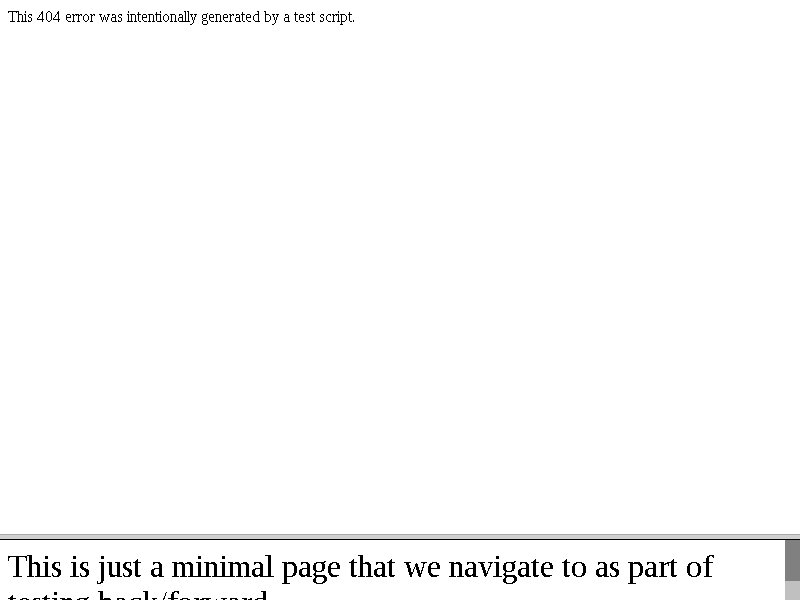 This 404 error was intentionally generated by a test script.
This is just a minimal page that we navigate to as part of
testing back/forward